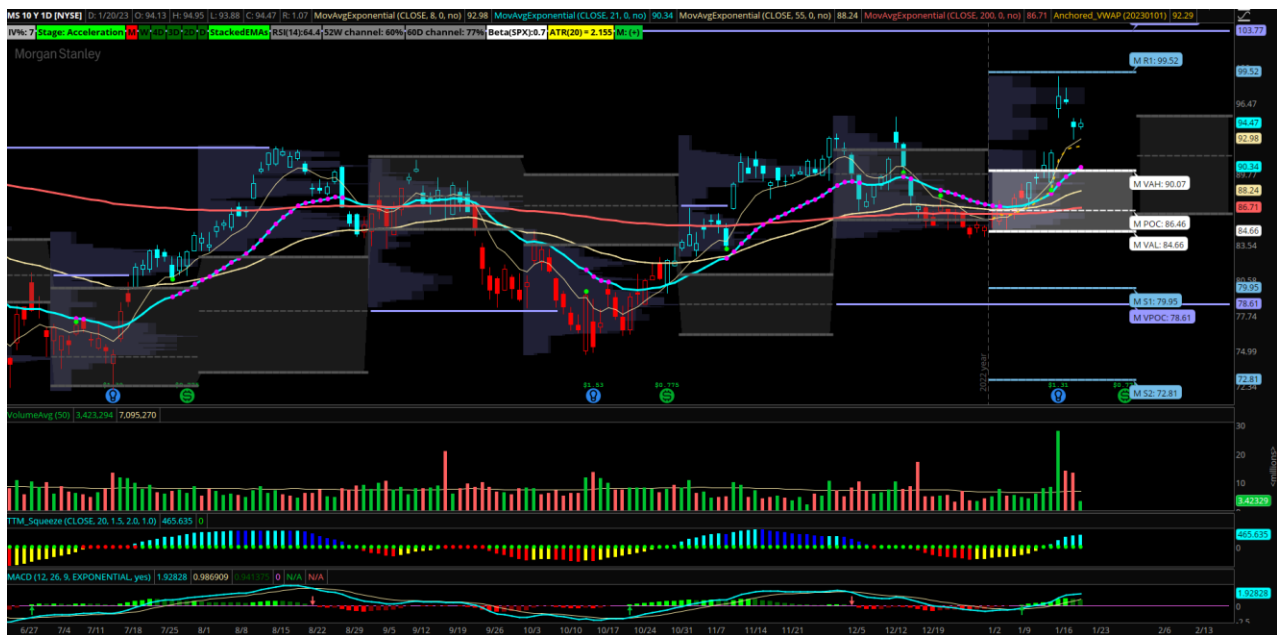 MS 10 Y 1D [NYSE] D: 1/20/23 O: 94.13 H: 94.95 L: 93.88 C: 94.47 R: 1.07 MovAvgExponential (CLOSE, 8, 0, no) 92.98 MovAvgExponential (CLOSE, 21, 0, no) 90.34 MovAvgExponential (CLOSE, 55, 0, no) 88.24 MovAvgExponential (CLOSE, 200, 0, no) 86.71 Anchored_VWAP (20230101) 92.29
IV%: 7 Stage: Acceleration M W 4D 3D 2D D StackedEMAs RSI(14):64.4 52W channel: 60% 60D channel: 77% Beta(SPX):0.7 ATR(20) = 2.155 M: (+)
103.77
Morgan Stanley
M R1: 99.52
99.52
96.47
94.47
92.98
90.34
89.77
M VAH: 90.07
88.24
86.71
M POC: 86.46
84.66
M VAL: 84.66
83.54
80.58
79.95
M S1: 79.95
78.61
M VPOC: 78.61
77.74
74.99
2022 year
72.81
72.34
M S2: 72.81
$1.53 $0.775 $1.31
VolumeAvg (50) 3,423,294 7,095,270
30
20
10
3.42329
<Millions>
TTM_Squeeze (CLOSE, 20, 1.5, 2.0, 1.0) 465.635 0
465.635
0
MACD (12, 26, 9, EXPONENTIAL, yes) 1.92828 0.986909 0.941375 0 N/A N/A
1.92828
0
-2.5
6/27 7/4 7/11 7/18 7/25 8/1 8/8 8/15 8/22 8/29 9/5 9/12 9/19 9/26 10/3 10/10 10/17 10/24 10/31 11/7 11/14 11/21 12/5 12/12 12/19 1/2 1/9 1/16 1/23 2/6 2/13